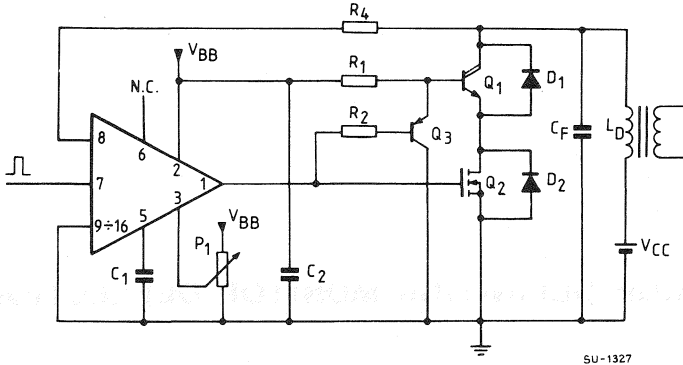 R4
VBB
N.C.
R1
Q1
D1
8
6
R2
Q3
CF
LD
7
2
1
Q2
D2
9÷16
5
3
VBB
P1
C1
C2
VCC
SU-1327